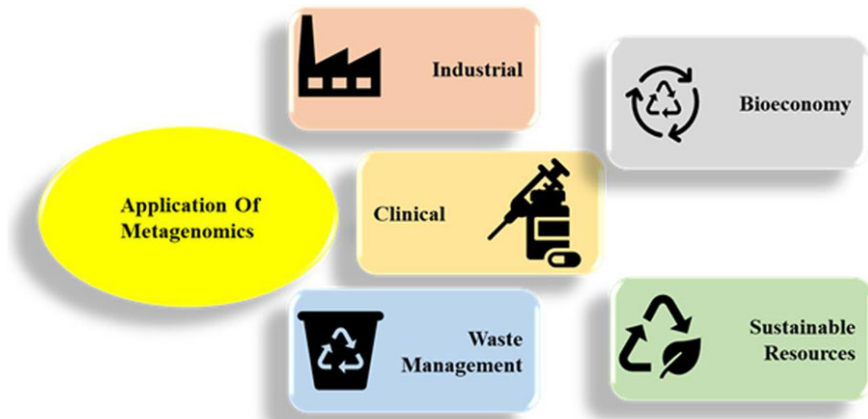 Application Of
Metagenomics
Industrial
Bioeconomy
Clinical
Waste
Management
Sustainable
Resources